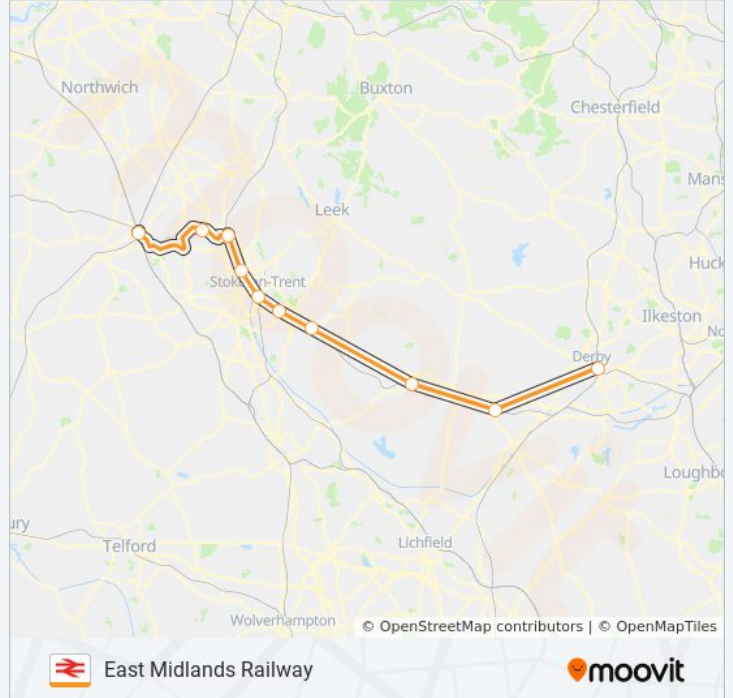 Northwich
Buxton
Chesterfield
Mans
Leek
Huck
Stoke-on-Trent
Ilkeston
No
Derby
Loughbo
ury
Telford
Lichfield
Wolverhampton
© OpenStreetMap contributors | © OpenMapTiles
East Midlands Railway
moovit